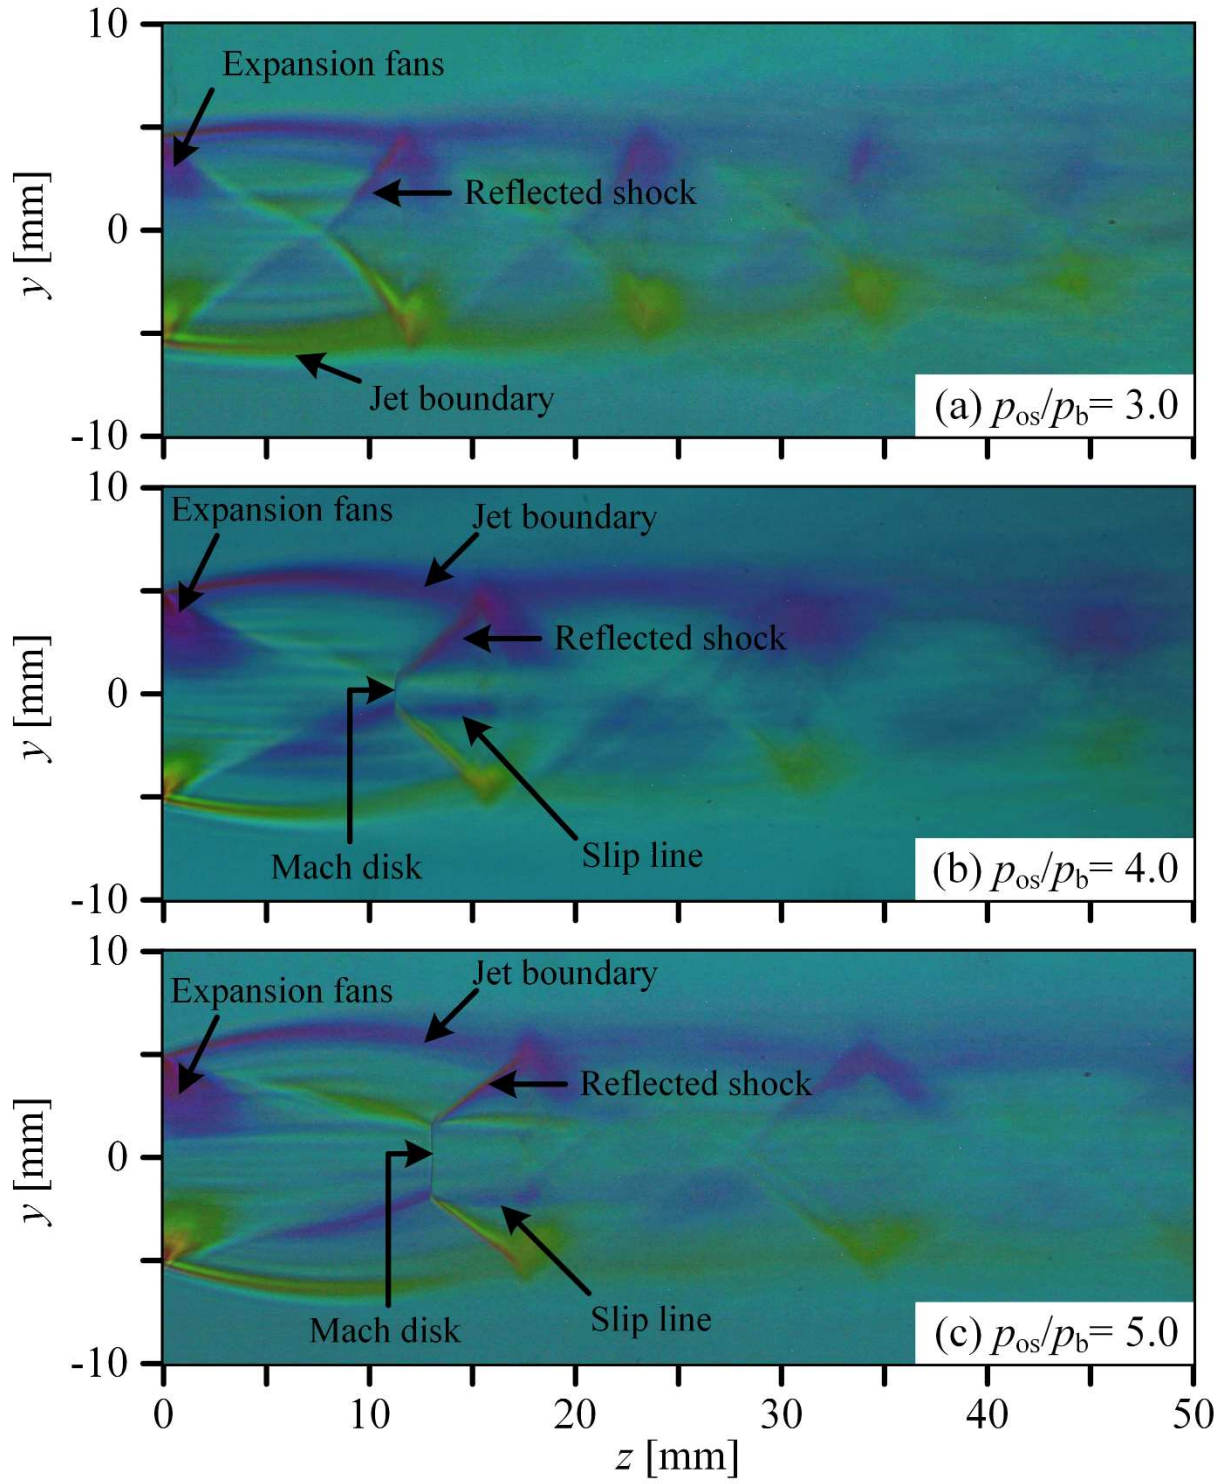 10
Expansion fans
Reflected shock
0
y [mm]
Jet boundary
(a) pos/pb= 3.0
-10
10
Expansion fans
Jet boundary
Reflected shock
0
y [mm]
Mach disk
Slip line
(b) pos/pb= 4.0
-10
10
Expansion fans
Jet boundary
Reflected shock
0
y [mm]
Mach disk
Slip line
(c) pos/pb= 5.0
-10
0 10 20 30 40 50
z [mm]